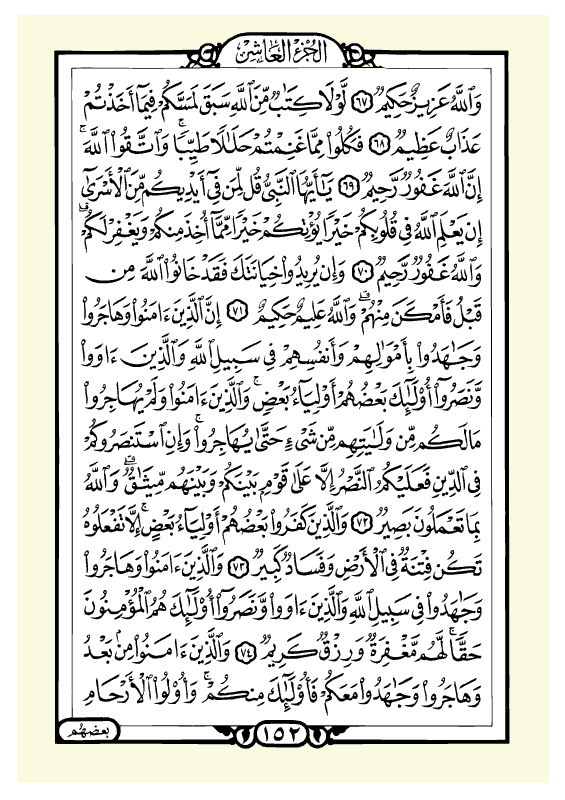 الجُزْءُ العَاشِرُ
وَٱللَّهُ عَزِيزٌ حَكِيمٌ ٦٧ لَّوْلَا كِتَٰبٌ مِّنَ ٱللَّهِ سَبَقَ لَمَسَّكُمْ فِيمَآ أَخَذْتُمْ
عَذَابٌ عَظِيمٌ ٦٨ فَكُلُوا۟ مِمَّا غَنِمْتُمْ حَلَٰلًا طَيِّبًا ۚ وَٱتَّقُوا۟ ٱللَّهَ ۚ
إِنَّ ٱللَّهَ غَفُورٌ رَّحِيمٌ ٦٩ يَٰٓأَيُّهَا ٱلنَّبِىُّ قُل لِّمَن فِىٓ أَيْدِيكُم مِّنَ ٱلْأَسْرَىٰٓ
إِن يَعْلَمِ ٱللَّهُ فِى قُلُوبِكُمْ خَيْرًا يُؤْتِكُمْ خَيْرًا مِّمَّآ أُخِذَ مِنكُمْ وَيَغْفِرْ لَكُمْ ۗ
وَٱللَّهُ غَفُورٌ رَّحِيمٌ ٧٠ وَإِن يُرِيدُوا۟ خِيَانَتَكَ فَقَدْ خَانُوا۟ ٱللَّهَ مِن
قَبْلُ فَأَمْكَنَ مِنْهُمْ ۗ وَٱللَّهُ عَلِيمٌ حَكِيمٌ ٧١ إِنَّ ٱلَّذِينَ ءَامَنُوا۟ وَهَاجَرُوا۟
وَجَٰهَدُوا۟ بِأَمْوَٰلِهِمْ وَأَنفُسِهِمْ فِى سَبِيلِ ٱللَّهِ وَٱلَّذِينَ ءَاوَوا۟
وَّنَصَرُوٓا۟ أُو۟لَٰٓئِكَ بَعْضُهُمْ أَوْلِيَآءُ بَعْضٍ ۚ وَٱلَّذِينَ ءَامَنُوا۟ وَلَمْ يُهَاجِرُوا۟
مَا لَكُم مِّن وَلَٰيَتِهِم مِّن شَىْءٍ حَتَّىٰ يُهَاجِرُوا۟ ۚ وَإِنِ ٱسْتَنصَرُوكُمْ
فِى ٱلدِّينِ فَعَلَيْكُمُ ٱلنَّصْرُ إِلَّا عَلَىٰ قَوْمٍۭ بَيْنَكُمْ وَبَيْنَهُم مِّيثَٰقٌ ۗ وَٱللَّهُ
بِمَا تَعْمَلُونَ بَصِيرٌ ٧٢ وَٱلَّذِينَ كَفَرُوا۟ بَعْضُهُمْ أَوْلِيَآءُ بَعْضٍ ۚ إِلَّا تَفْعَلُوهُ
تَكُن فِتْنَةٌ فِى ٱلْأَرْضِ وَفَسَادٌ كَبِيرٌ ٧٣ وَٱلَّذِينَ ءَامَنُوا۟ وَهَاجَرُوا۟
وَجَٰهَدُوا۟ فِى سَبِيلِ ٱللَّهِ وَٱلَّذِينَ ءَاوَوا۟ وَّنَصَرُوٓا۟ أُو۟لَٰٓئِكَ هُمُ ٱلْمُؤْمِنُونَ
حَقًّا ۚ لَّهُم مَّغْفِرَةٌ وَرِزْقٌ كَرِيمٌ ٧٤ وَٱلَّذِينَ ءَامَنُوا۟ مِنۢ بَعْدُ
وَهَاجَرُوا۟ وَجَٰهَدُوا۟ مَعَكُمْ فَأُو۟لَٰٓئِكَ مِنكُمْ ۚ وَأُو۟لُوا۟ ٱلْأَرْحَامِ
١٥٢
بعضهُم